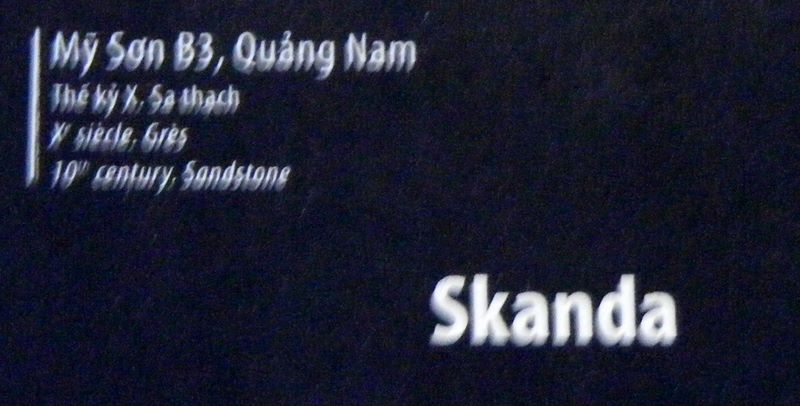 Mỹ Sơn B3, Quảng Nam
Thế kỷ X, Sa thạch
Xe siècle, Grès
10th century, Sandstone
Skanda